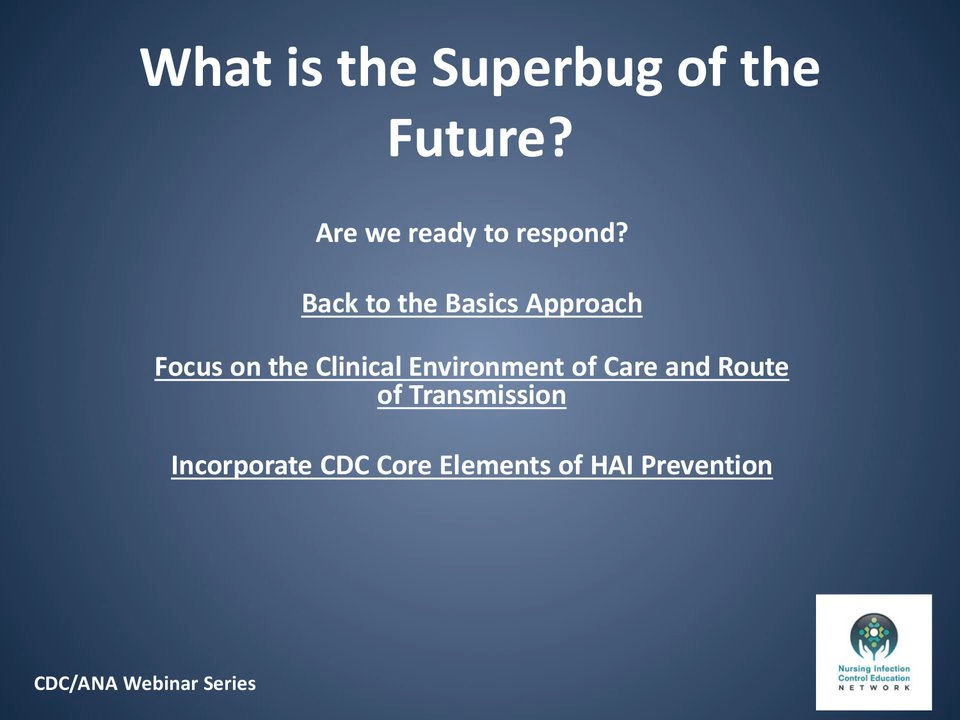 What is the Superbug of the
Future?
Are we ready to respond?
Back to the Basics Approach
Focus on the Clinical Environment of Care and Route
of Transmission
Incorporate CDC Core Elements of HAI Prevention
CDC/ANA Webinar Series
Nursing Infection
Control Education
NETWORK